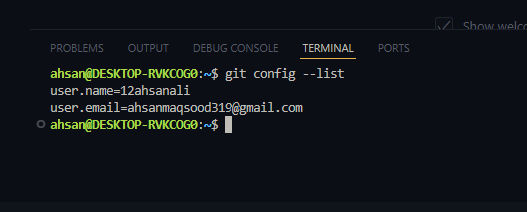 Show welco
PROBLEMS OUTPUT DEBUG CONSOLE TERMINAL PORTS
ahsan@DESKTOP-RVKCOG0:~$ git config --list
user.name=12ahsanali
user.email=ahsanmaqsood319@gmail.com
ahsan@DESKTOP-RVKCOG0:~$